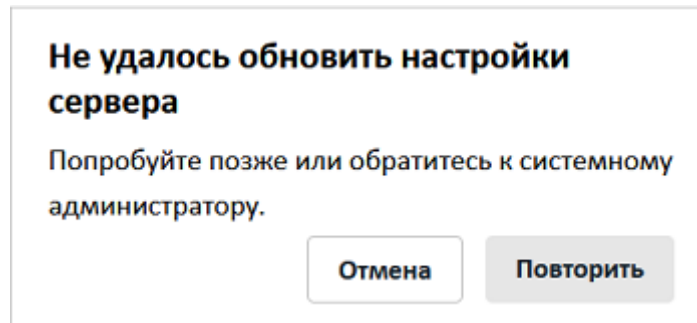 Не удалось обновить настройки
сервера
Попробуйте позже или обратитесь к системному
администратору.
Отмена
Повторить